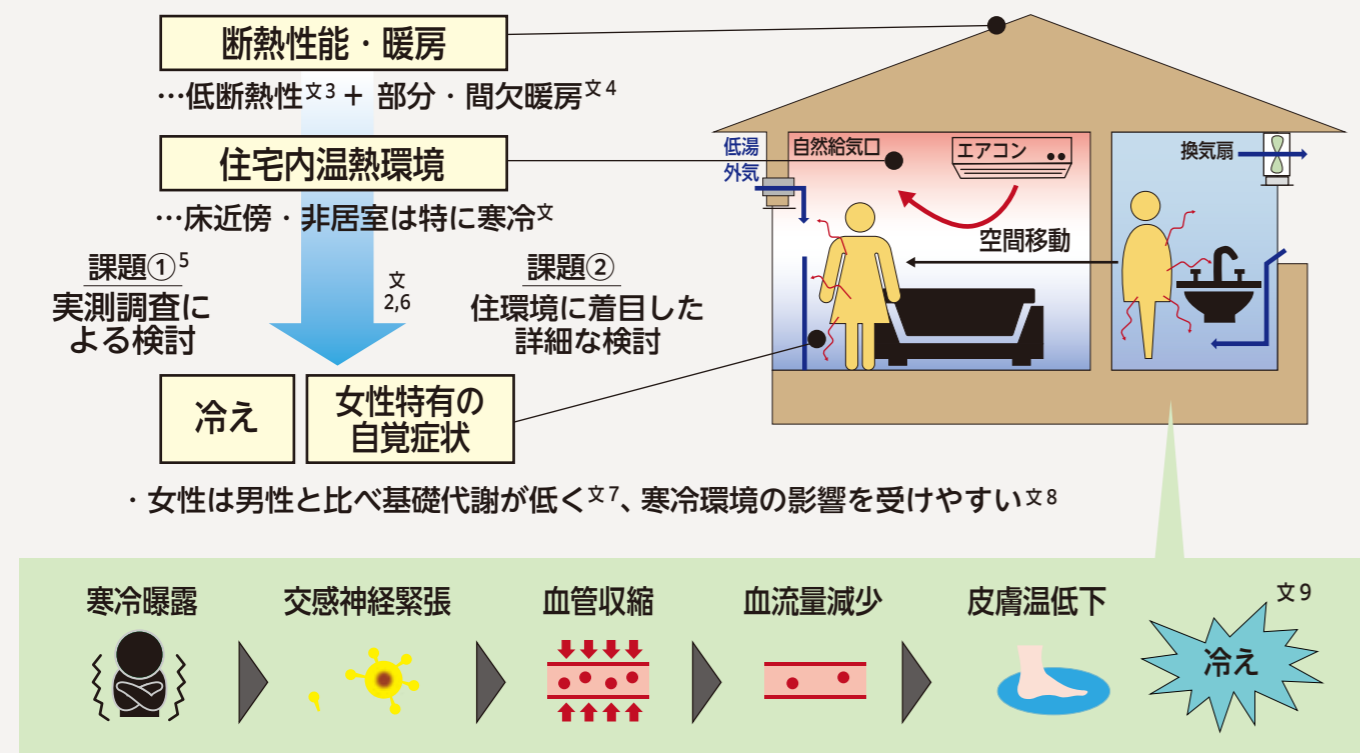 断熱性能・暖房
…低断熱性文3＋ 部分・間欠暖房文4
住宅内温熱環境
…床近傍・非居室は特に寒冷文
課題①5
実測調査に
よる検討
文
2,6
課題②
住環境に着目した
詳細な検討
冷え
女性特有の
自覚症状
低湯
外気
自然給気口
エアコン
換気扇
空間移動
・女性は男性と比べ基礎代謝が低く文7、寒冷環境の影響を受けやすい文8
寒冷曝露
交感神経緊張
血管収縮
血流量減少
皮膚温低下
文9
冷え